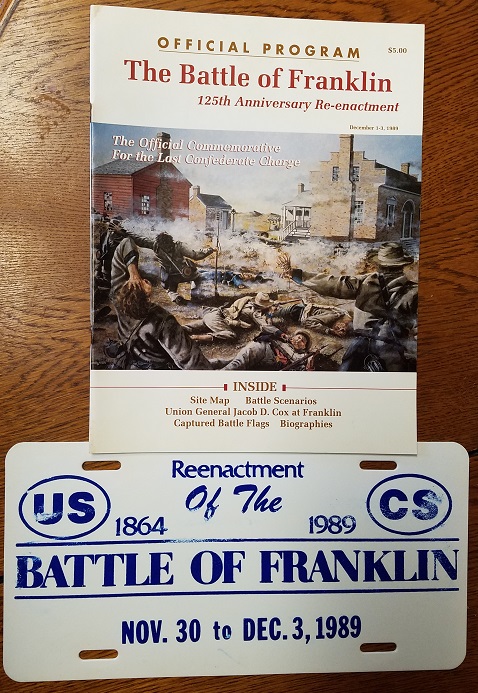 OFFICIAL PROGRAM
$5.00
The Battle of Franklin
125th Anniversary Re-enactment
December 1-3, 1989
The Official Commemorative
For the Last Confederate Charge
INSIDE
Site Map Battle Scenarios
Union General Jacob D. Cox at Franklin
Captured Battle Flags Biographies
Reenactment
US Of The CS
1864 1989
BATTLE OF FRANKLIN
NOV. 30 to DEC. 3, 1989